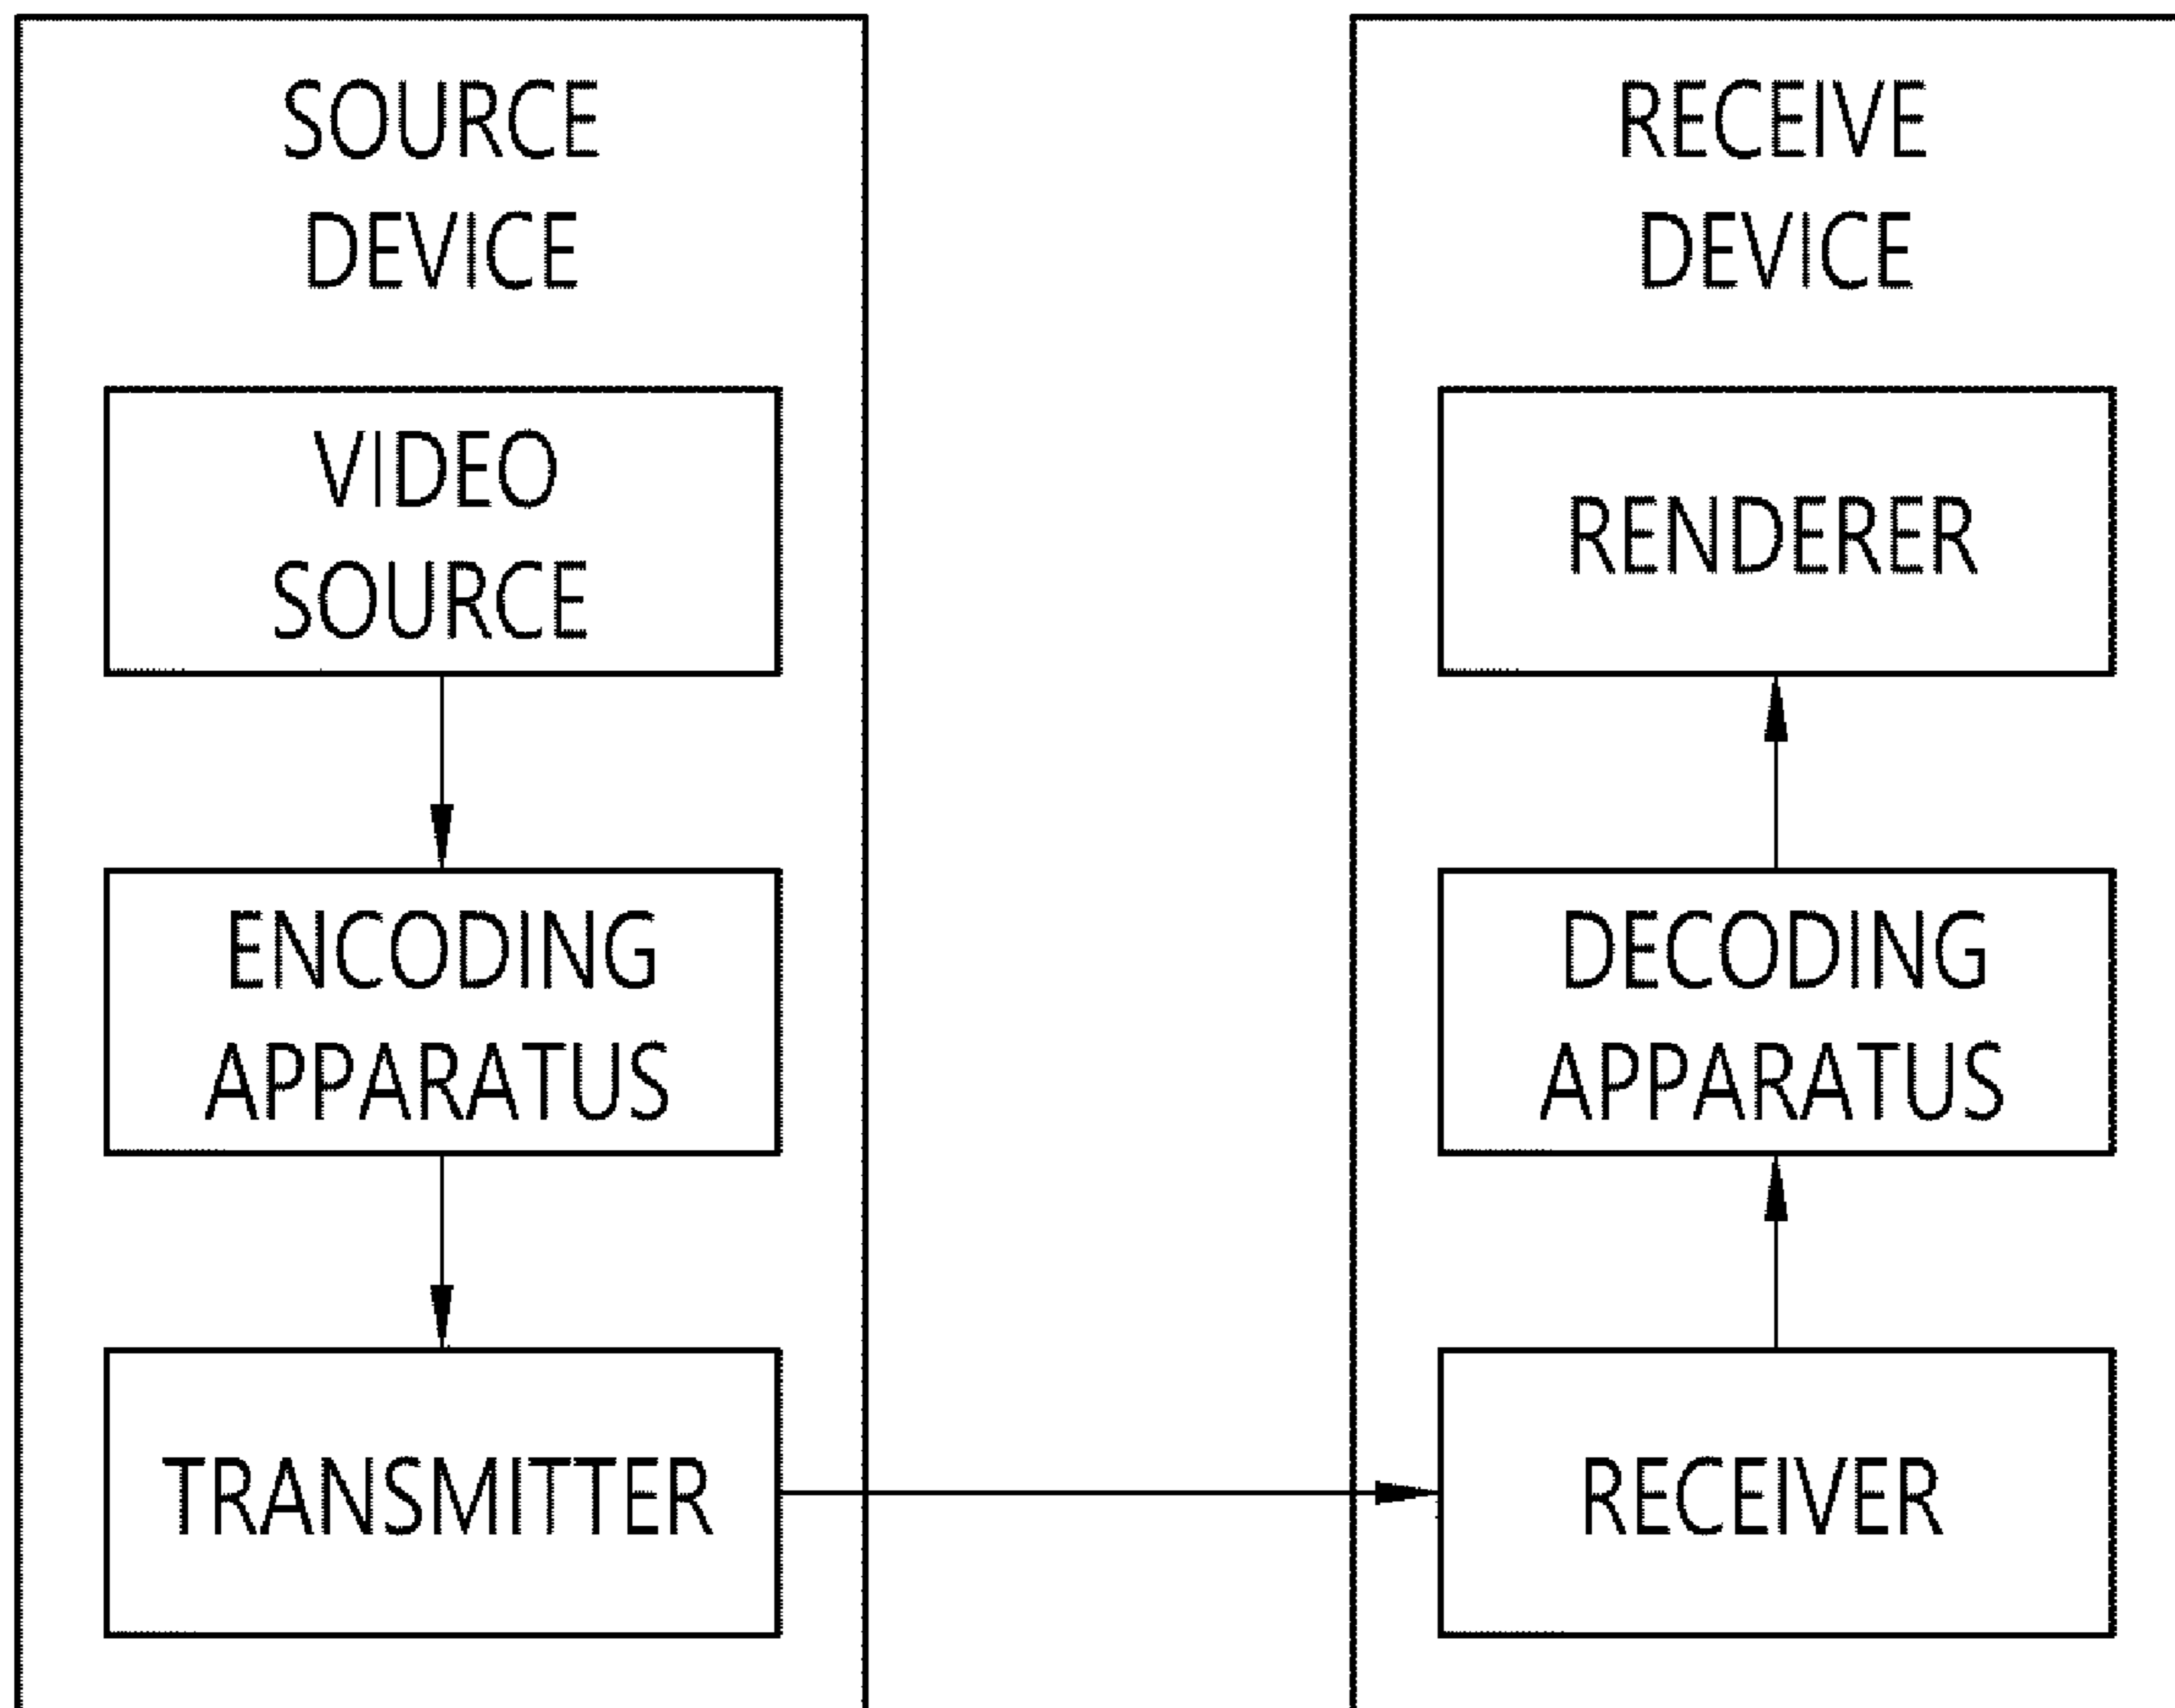 SOURCE
DEVICE
VIDEO
SOURCE
ENCODING
APPARATUS
TRANSMITTER
RECEIVE
DEVICE
RENDERER
DECODING
APPARATUS
RECEIVER